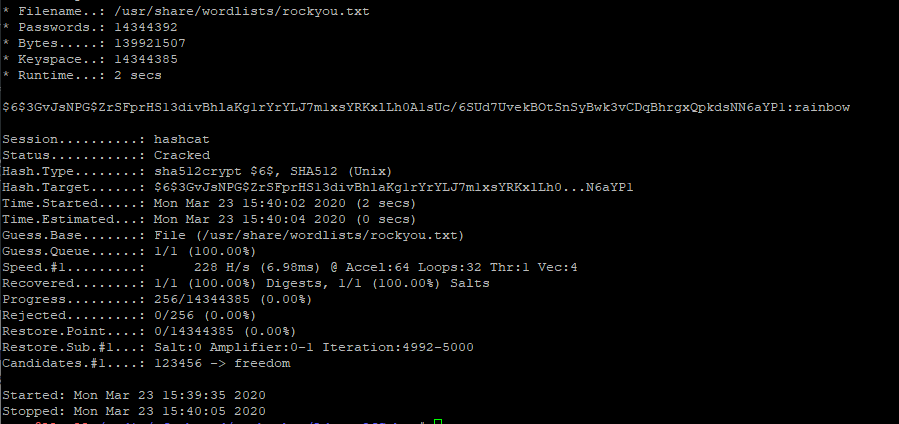 * Filename..: /usr/share/wordlists/rockyou.txt
* Passwords.: 14344392
* Bytes.....: 139921507
* Keyspace..: 14344385
* Runtime...: 2 secs

$6$3GvJsNPG$ZrSFprHS13divBhlaKg1rYrYLJ7m1xsYRKxlLh0A1sUc/6SUd7UvekBOtSnSyBwk3vCDqBhrgxQpkdsNN6aYP1:rainbow

Session..........: hashcat
Status...........: Cracked
Hash.Type........: sha512crypt $6$, SHA512 (Unix)
Hash.Target......: $6$3GvJsNPG$ZrSFprHS13divBhlaKg1rYrYLJ7m1xsYRKxlLh0...N6aYP1
Time.Started.....: Mon Mar 23 15:40:02 2020 (2 secs)
Time.Estimated...: Mon Mar 23 15:40:04 2020 (0 secs)
Guess.Base.......: File (/usr/share/wordlists/rockyou.txt)
Guess.Queue......: 1/1 (100.00%)
Speed.#1.........:      228 H/s (6.98ms) @ Accel:64 Loops:32 Thr:1 Vec:4
Recovered........: 1/1 (100.00%) Digests, 1/1 (100.00%) Salts
Progress.........: 256/14344385 (0.00%)
Rejected.........: 0/256 (0.00%)
Restore.Point....: 0/14344385 (0.00%)
Restore.Sub.#1...: Salt:0 Amplifier:0-1 Iteration:4992-5000
Candidates.#1....: 123456 -> freedom

Started: Mon Mar 23 15:39:35 2020
Stopped: Mon Mar 23 15:40:05 2020